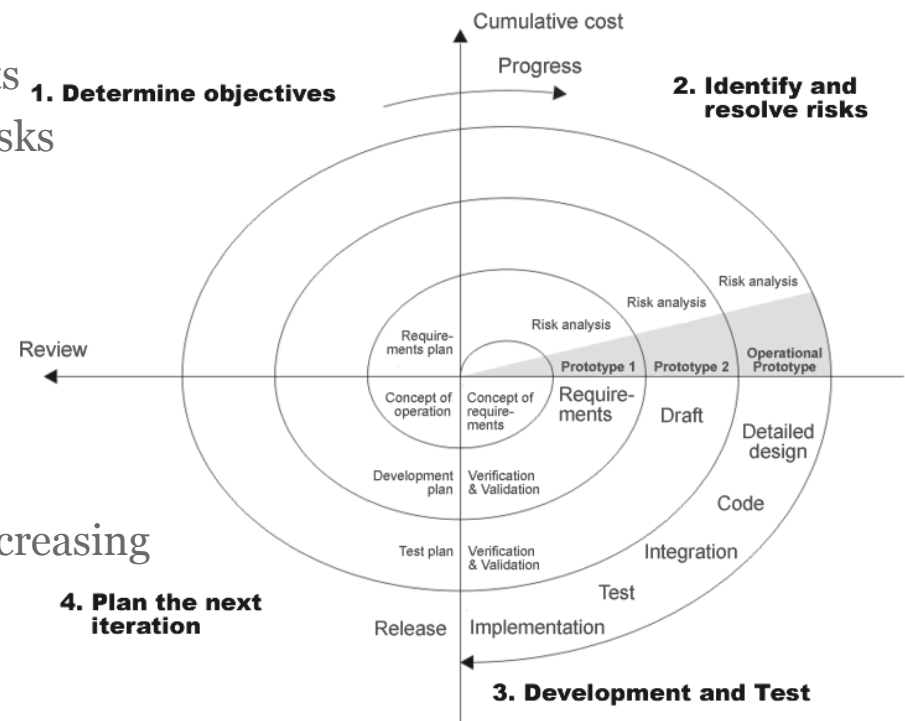 Cumulative cost
Progress
ts
1. Determine objectives
2. Identify and
resolve risks
sks
Risk analysis
Risk analysis
Risk analysis
Require-
ments plan
Review
Prototype 1
Prototype 2
Operational
Prototype
Concept of
operation
Concept of
require-
ments
Require-
ments
Draft
Detailed
design
Development
plan
Verification
& Validation
Code
creasing
Test plan
Verification
& Validation
Integration
Test
4. Plan the next
iteration
Release
Implementation
3. Development and Test